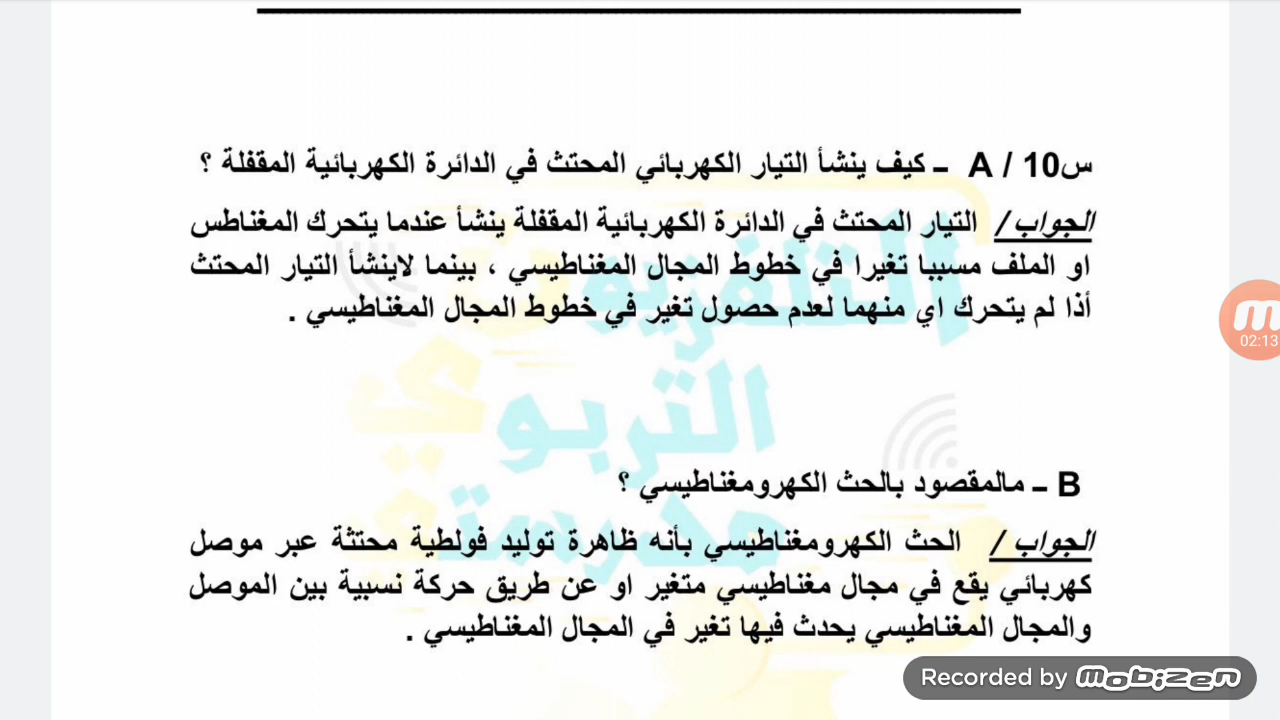 س10 / A ـ كيف ينشأ التيار الكهربائي المحتث في الدائرة الكهربائية المقفلة ؟
الجواب / التيار المحتث في الدائرة الكهربائية المقفلة ينشأ عندما يتحرك المغناطس
او الملف مسببا تغيرا في خطوط المجال المغناطيسي ، بينما لاينشأ التيار المحتث
أذا لم يتحرك اي منهما لعدم حصول تغير في خطوط المجال المغناطيسي .
التلفزيون
التربوي
B ـ مالمقصود بالحث الكهرومغناطيسي ؟
مدرستي
الجواب / الحث الكهرومغناطيسي بأنه ظاهرة توليد فولطية محتثة عبر موصل
كهربائي يقع في مجال مغناطيسي متغير او عن طريق حركة نسبية بين الموصل
والمجال المغناطيسي يحدث فيها تغير في المجال المغناطيسي .
02:13
Recorded by mobizen